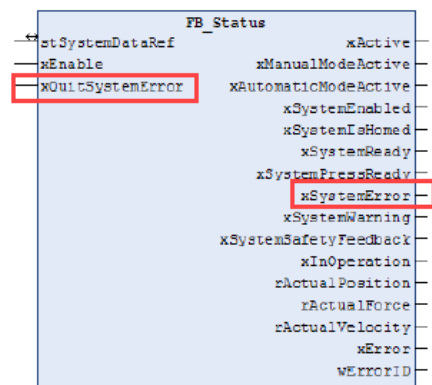 FB_Status
stSystemDataRef xActive
xEnable xManualModeActive
xQuitSystemError xAutomaticModeActive
xSystemEnabled
xSystemIsHomed
xSystemReady
xSystemPressReady
xSystemError
xSystemWarning
xSystemSafetyFeedback
xInOperation
rActualPosition
rActualForce
rActualVelocity
xError
wErrorID